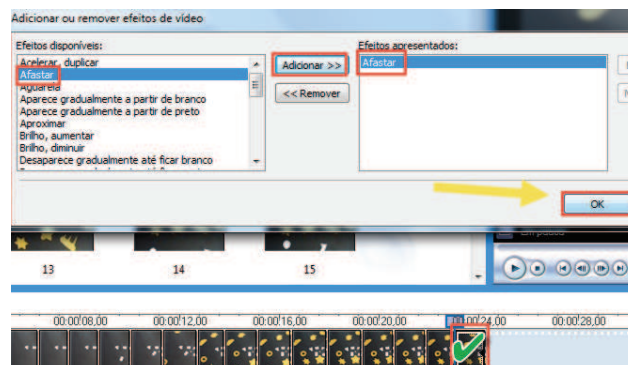 Adicionar ou remover efeitos de vídeo
Efeitos disponíveis:
Acelerar, duplicar
Afastar
Aguarela
Aparece gradualmente a partir de branco
Aparece gradualmente a partir de preto
Aproximar
Brilho, aumentar
Brilho, diminuir
Desaparece gradualmente até ficar branco
Adicionar >>
<< Remover
Efeitos apresentados:
Afastar
OK
13 14 15
00:00:08,00 00:00:12,00 00:00:16,00 00:00:20,00 00:00:24,00 00:00:28,00